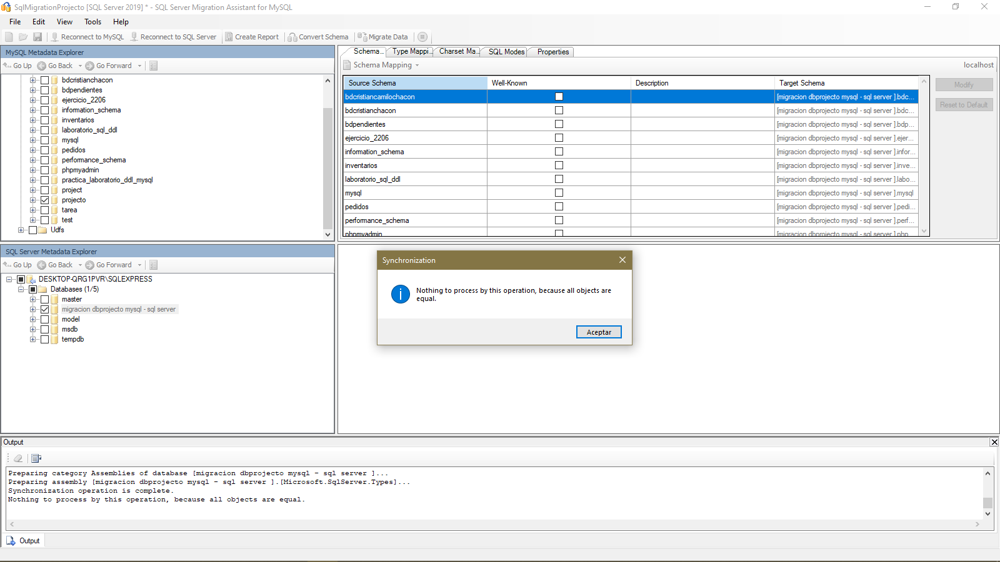 SqlMigrationProjecto [SQL Server 2019] * - SQL Server Migration Assistant for MySQL
File Edit View Tools Help
Reconnect to MySQL Reconnect to SQL Server Create Report Convert Schema Migrate Data
MySQL Metadata Explorer
Go Up Go Back Go Forward
bdcristianchacon
bdpendientes
ejercicio_2206
information_schema
inventarios
laboratorio_sql_ddl
mysql
pedidos
performance_schema
phpmyadmin
practica_laboratorio_ddl_mysql
project
projecto
tarea
test
Udfs
Schema... Type Mappi... Charset Ma... SQL Modes Properties
Schema Mapping localhost
Source Schema Well-Known Description Target Schema
bdcristiancamilochacon [migracion dbprojecto mysql - sql server ].bdc...
bdcristianchacon [migracion dbprojecto mysql - sql server ].bdc...
bdpendientes [migracion dbprojecto mysql - sql server ].bdp...
ejercicio_2206 [migracion dbprojecto mysql - sql server ].ejer...
information_schema [migracion dbprojecto mysql - sql server ].infor...
inventarios [migracion dbprojecto mysql - sql server ].inve...
laboratorio_sql_ddl [migracion dbprojecto mysql - sql server ].labo...
mysql [migracion dbprojecto mysql - sql server ].mysql
pedidos [migracion dbprojecto mysql - sql server ].pedi...
performance_schema [migracion dbprojecto mysql - sql server ].perf...
phpmyadmin [migracion dbprojecto mysql - sql server ].php...
Modify
Reset to Default
SQL Server Metadata Explorer
Go Up Go Back Go Forward
DESKTOP-QRG1PVR\SQLEXPRESS
Databases (1/5)
master
migracion dbprojecto mysql - sql server
model
msdb
tempdb
Synchronization
Nothing to process by this operation, because all objects are
equal.
Aceptar
Output
Preparing category Assemblies of database [migracion dbprojecto mysql - sql server ]...
Preparing assembly [migracion dbprojecto mysql - sql server ].[Microsoft.SqlServer.Types]...
Synchronization operation is complete.
Nothing to process by this operation, because all objects are equal.
Output